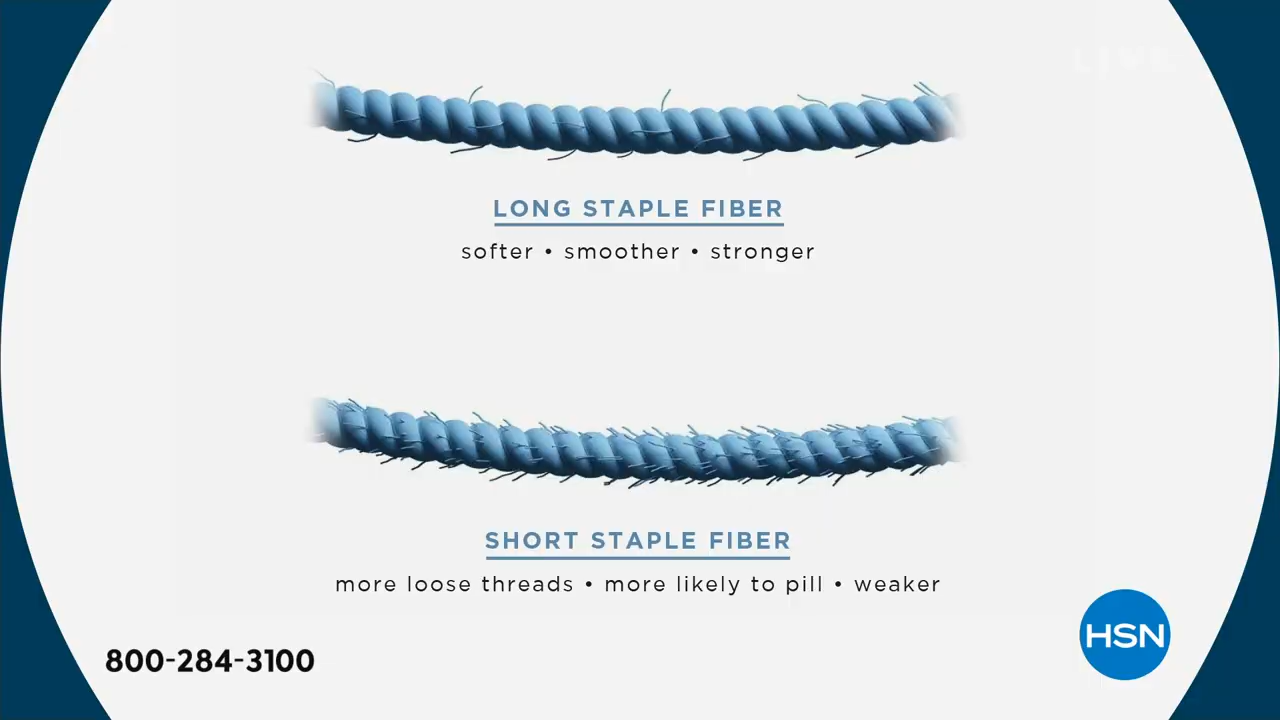 LIVE
LONG STAPLE FIBER
softer • smoother • stronger
SHORT STAPLE FIBER
more loose threads • more likely to pill • weaker
800-284-3100
HSN